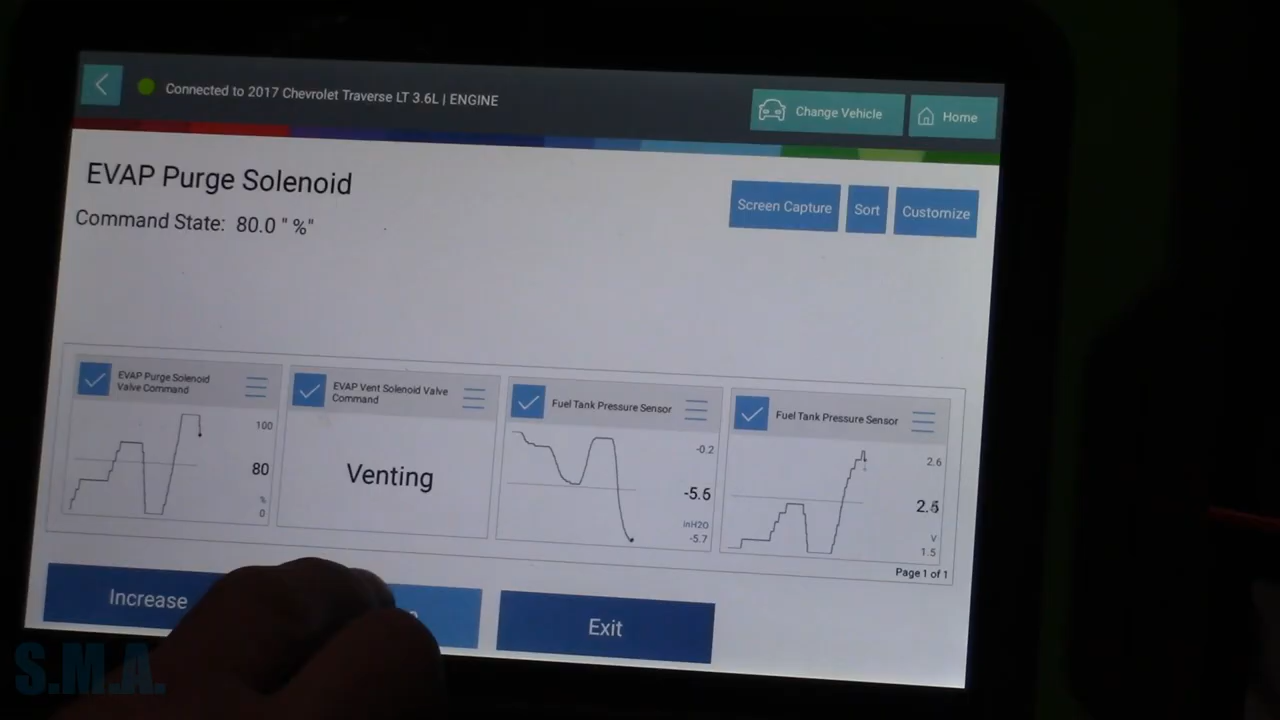 Connected to 2017 Chevrolet Traverse LT 3.6L | ENGINE
Change Vehicle
Home
EVAP Purge Solenoid
Command State: 80.0 " %"
Screen Capture
Sort
Customize
EVAP Purge Solenoid
Valve Command
100
80
%
0
EVAP Vent Solenoid Valve
Command
Venting
Fuel Tank Pressure Sensor
-0.2
-5.6
inH2O
-5.7
Fuel Tank Pressure Sensor
2.6
V
1.5
Page 1 of 1
Increase
Exit
S.M.A.